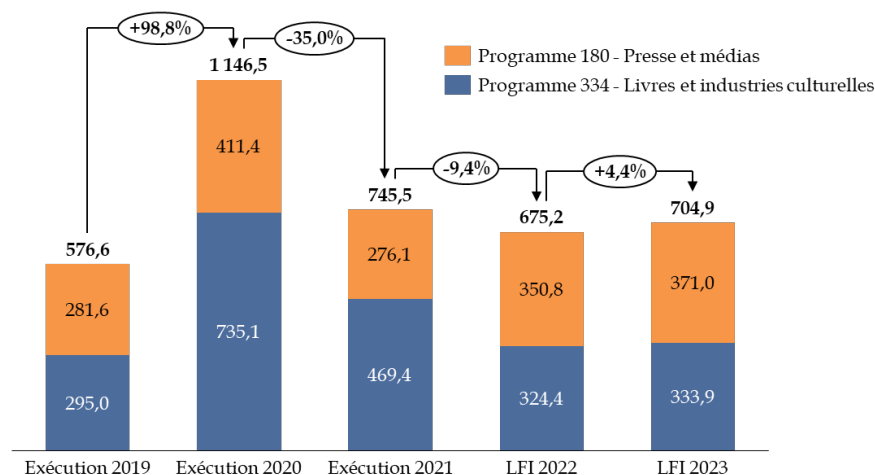 +98,8%
-35,0%
1 146,5
Programme 180 - Presse et médias
Programme 334 - Livres et industries culturelles
411,4
-9,4%
+4,4%
745,5
675,2
704,9
576,6
276,1
281,6
350,8
371,0
735,1
469,4
295,0
324,4
333,9
Exécution 2019
Exécution 2020
Exécution 2021
LFI 2022
LFI 2023